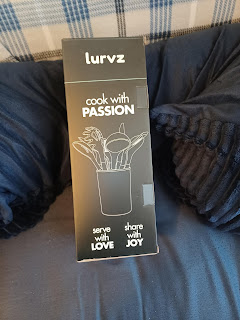 lurvz
cook with
PASSION
serve
with
LOVE
share
with
JOY